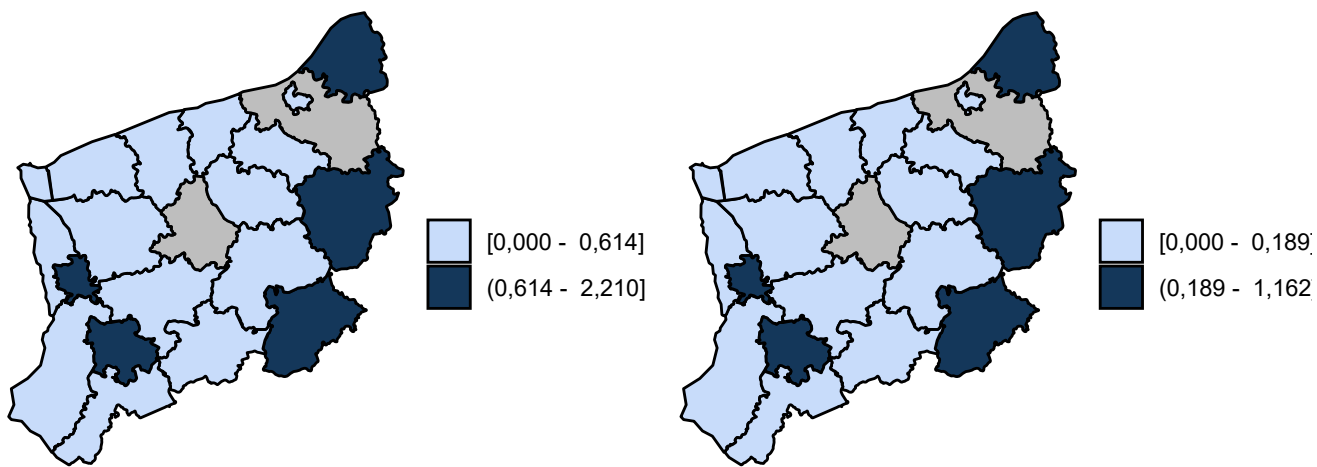 [0,000 - 0,614]
(0,614 - 2,210]
[0,000 - 0,189]
(0,189 - 1,162]